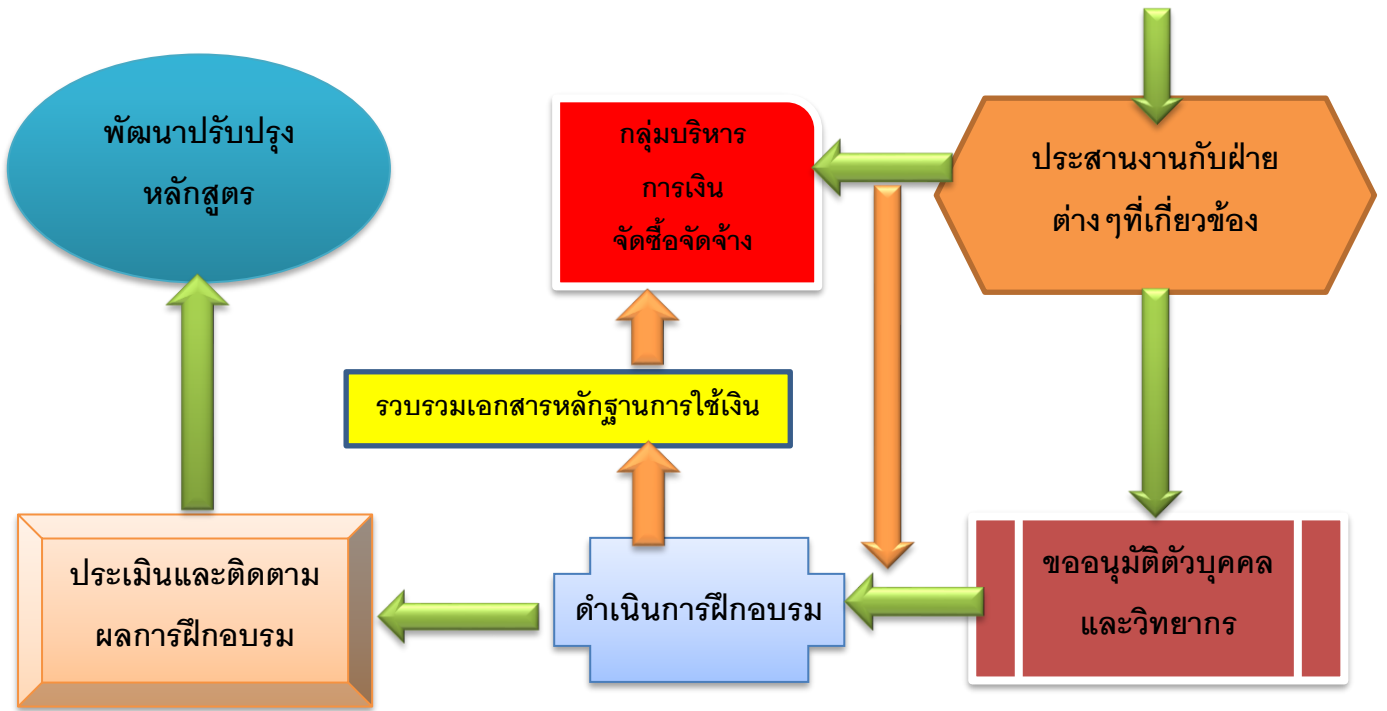 พัฒนาปรับปรุง
หลักสูตร
กลุ่มบริหาร
การเงิน
จัดซื้อจัดจ้าง
ประสานงานกับฝ่าย
ต่างๆที่เกี่ยวข้อง
รวบรวมเอกสารหลักฐานการใช้เงิน
ประเมินและติดตาม
ผลการฝึกอบรม
ดำเนินการฝึกอบรม
ขออนุมัติตัวบุคคล
และวิทยากร